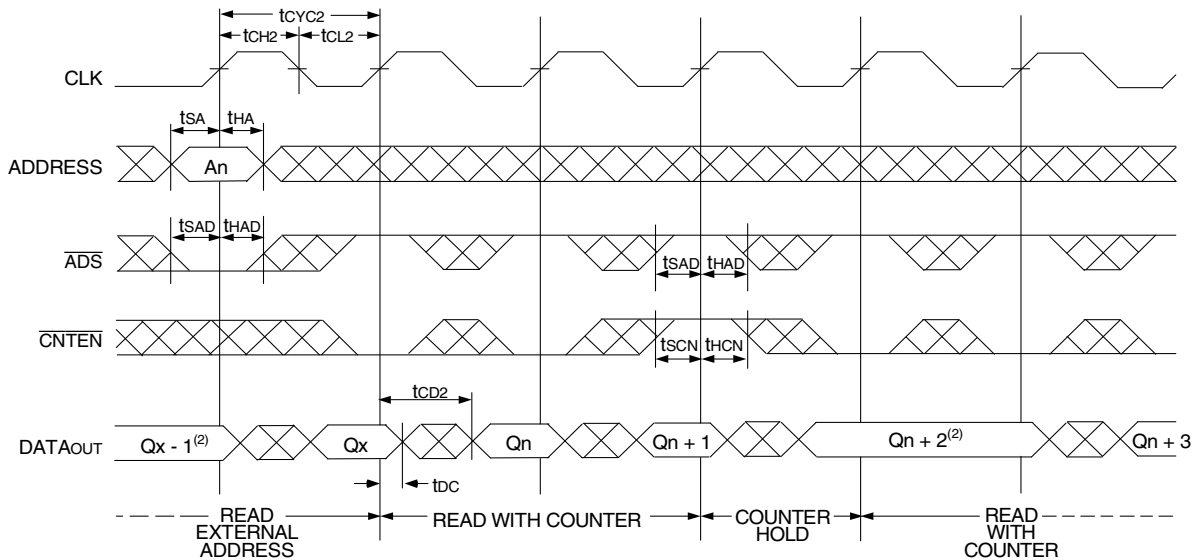 tCYC2
tCH2 tCL2
CLK
tSA tHA
ADDRESS An
tSAD tHAD
ADS
tSAD tHAD
CNTEN
tSCN tHCN
tCD2
DATAOUT Qx - 1(2) Qx Qn Qn + 1 Qn + 2(2) Qn + 3
tDC
READ EXTERNAL ADDRESS
READ WITH COUNTER
COUNTER HOLD
READ WITH COUNTER